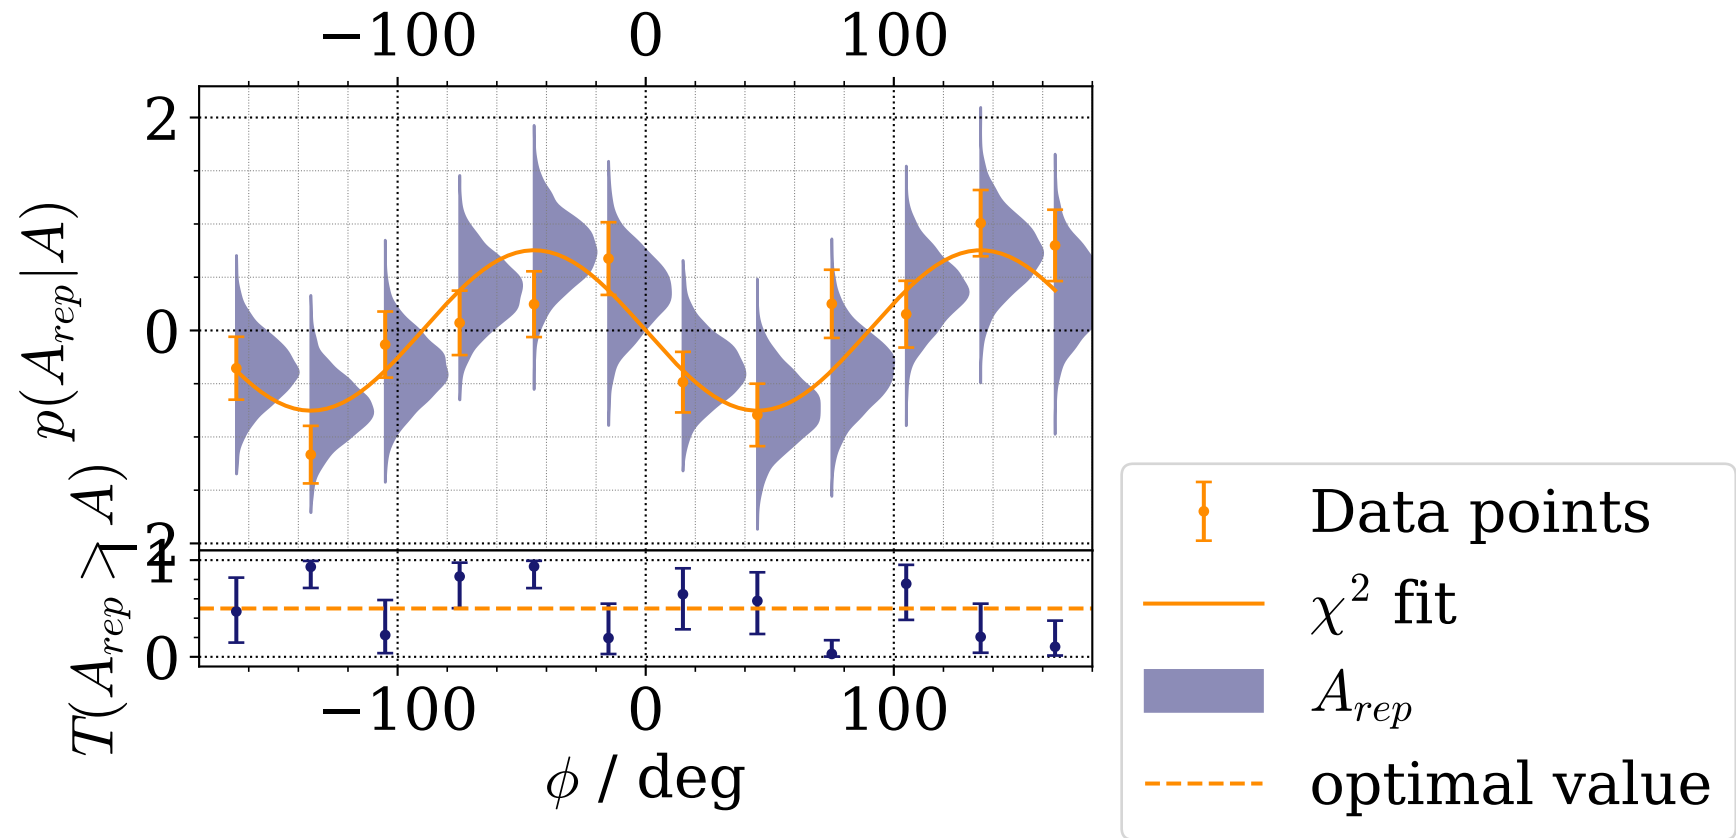 −100 0 100
2
0
−2
p(A_rep|A)
1
0
T(A_rep > A)
−100 0 100
ϕ / deg
Data points
χ² fit
A_rep
optimal value